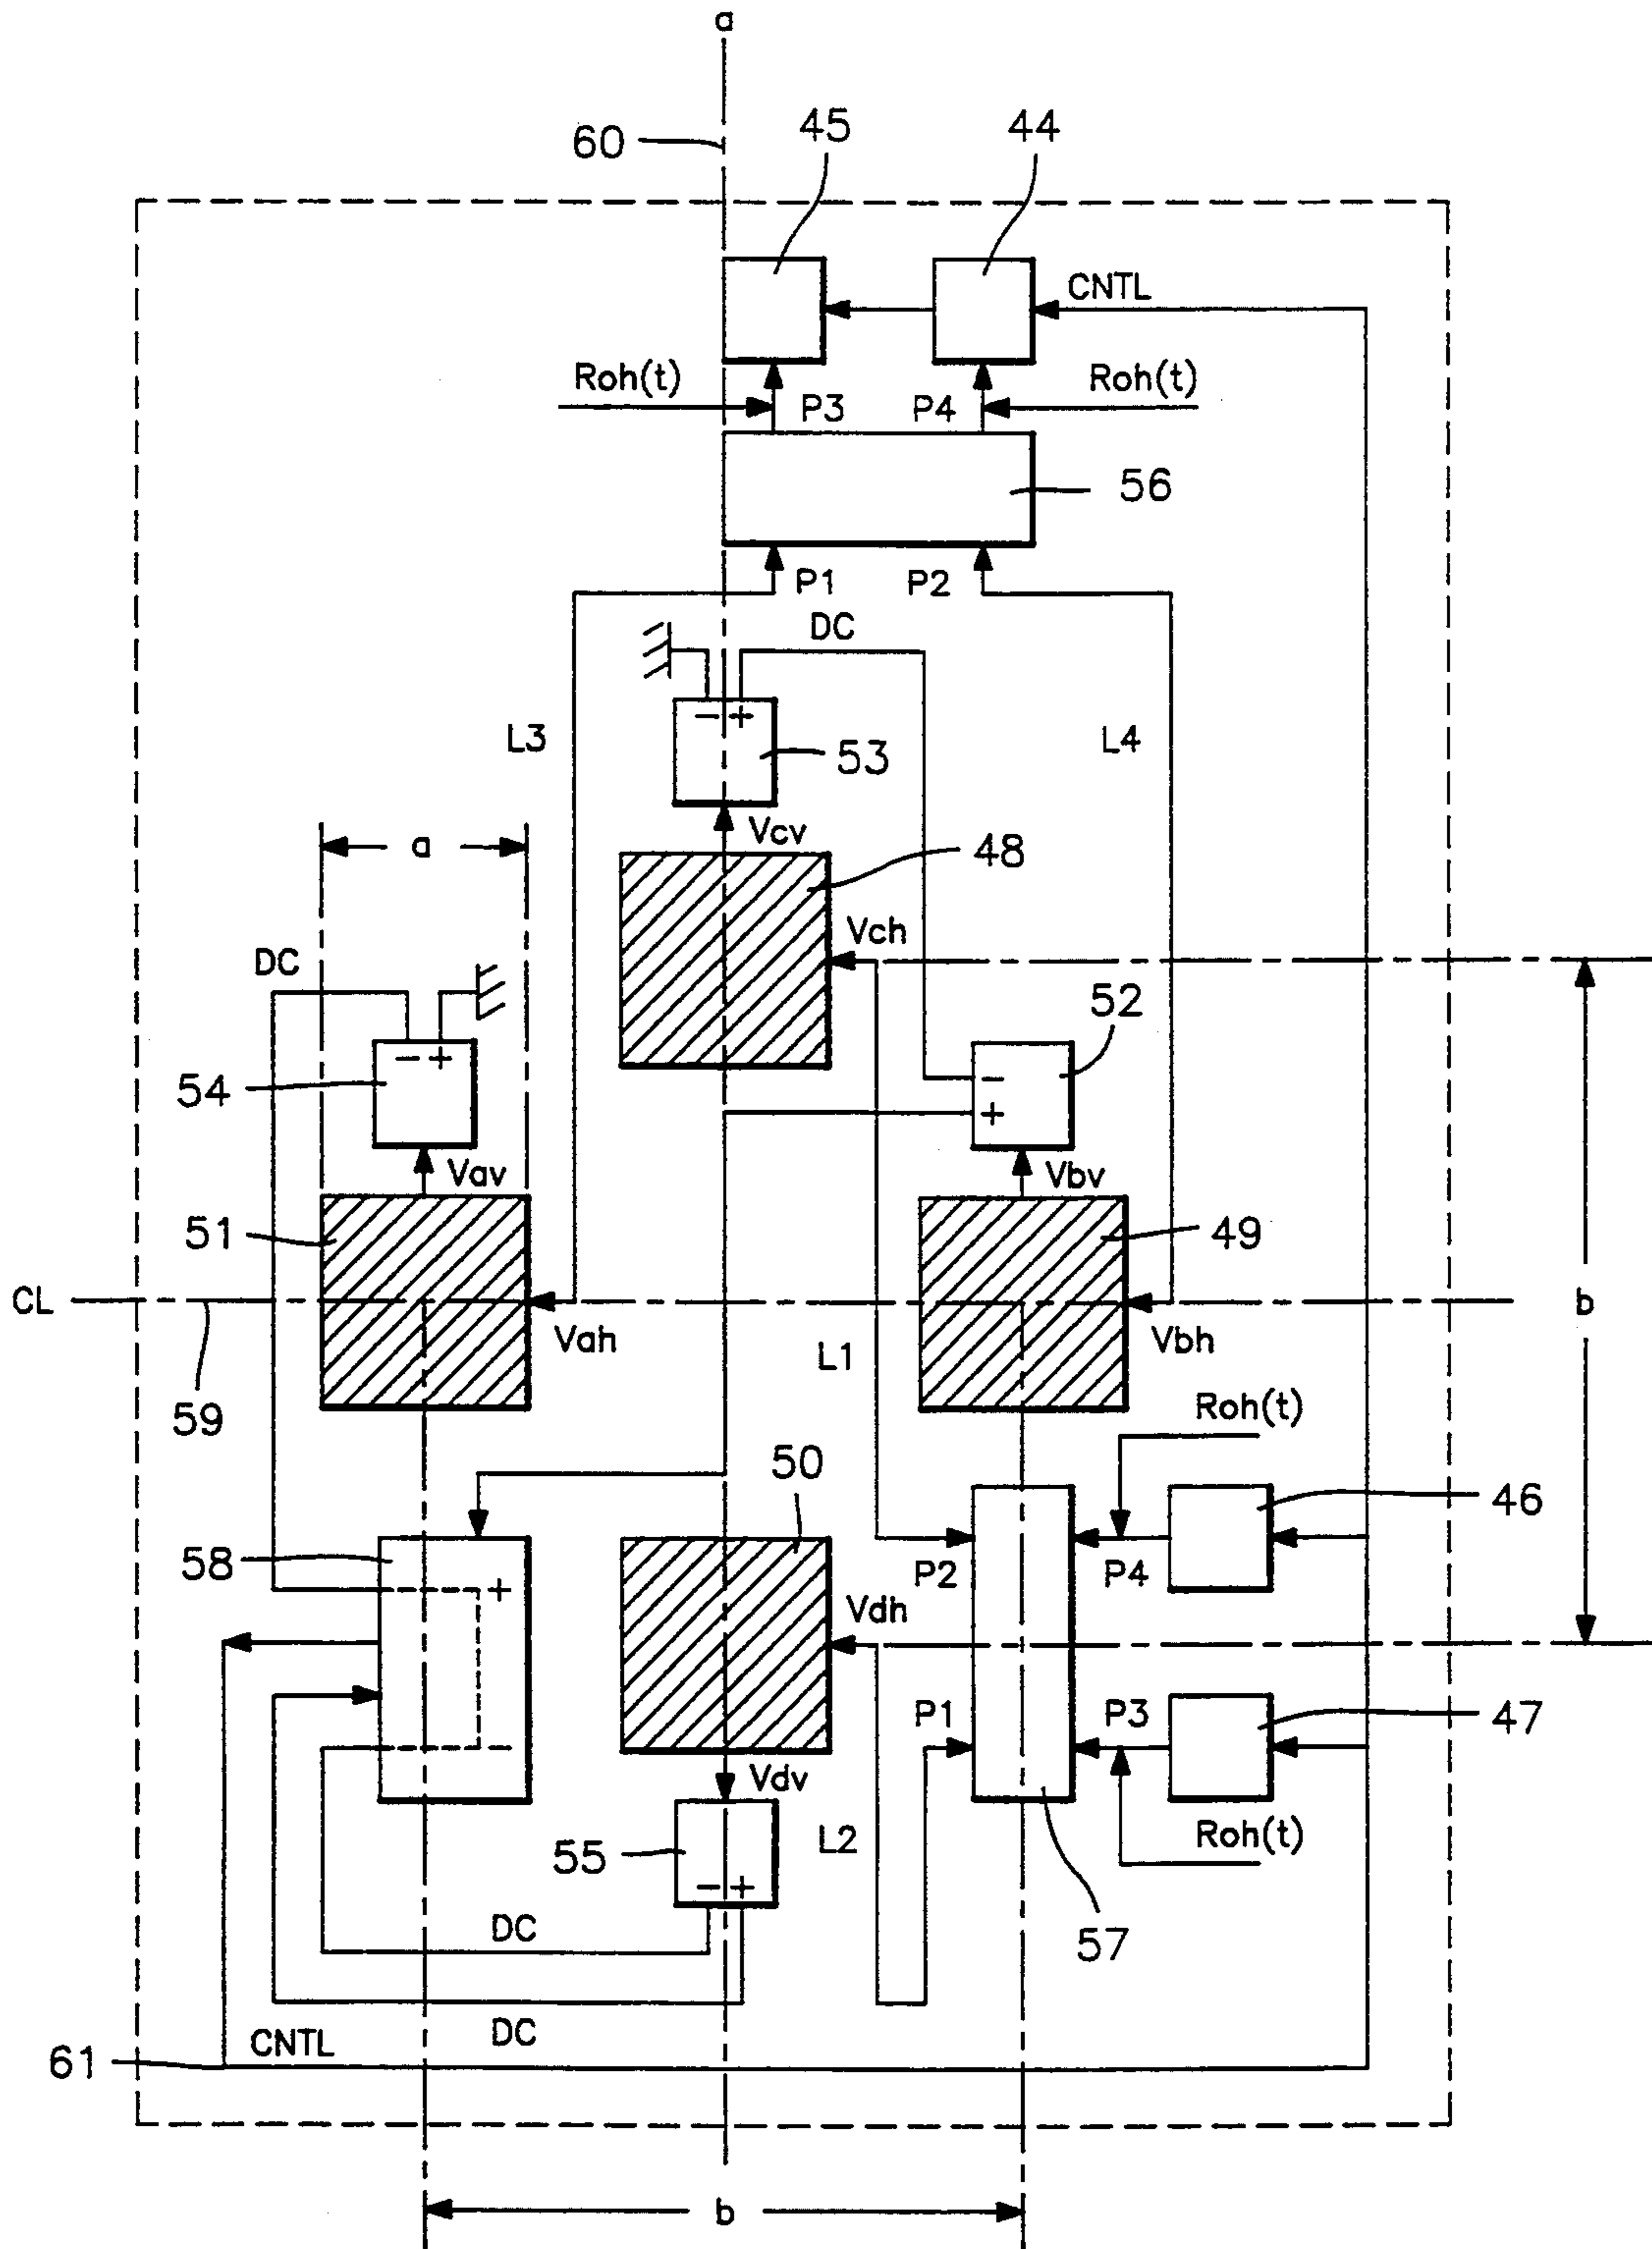 a
60
45
44
CNTL
Roh(t)
P3
P4
Roh(t)
56
P1
P2
DC
L3
L4
- +
53
Vcv
a
48
Vch
DC
52
- +
54
-
+
Vav
Vbv
51
49
CL
Vah
L1
Vbh
b
59
Roh(t)
50
46
58
+
P2
P4
Vdh
P1
P3
47
-
Vdv
55
L2
Roh(t)
- +
DC
57
DC
CNTL
61
b